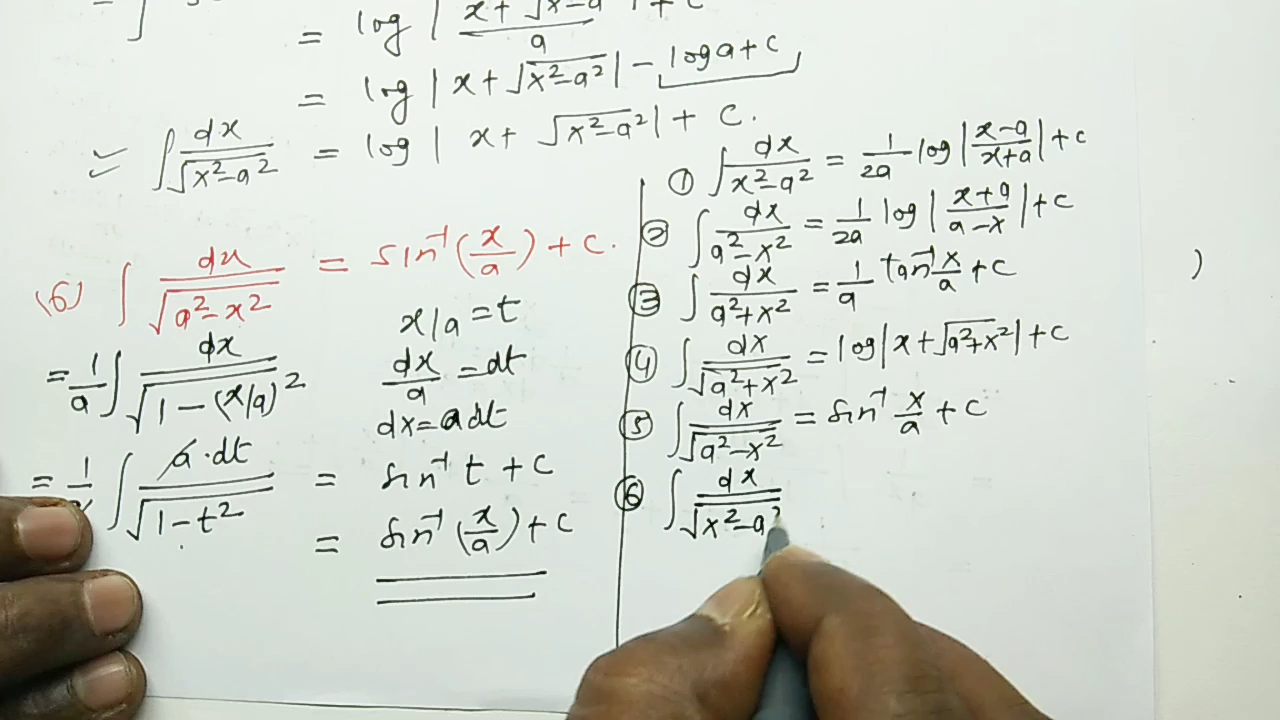 = log | x + √x²-a² / a | + c
= log | x + √x²-a² | - log a + c
∫ dx/√x²-a² = log | x + √x²-a² | + c.
(6) ∫ dx/√a²-x² = sin⁻¹ (x/a) + c.
= 1/a ∫ dx/√1-(x/a)²
x/a = t
dx/a = dt
dx = a dt
= 1/a ∫ a·dt/√1-t² = sin⁻¹ t + c
= sin⁻¹ (x/a) + c
① ∫ dx/x²-a² = 1/2a log | x-a/x+a | + c
② ∫ dx/a²-x² = 1/2a log | x+a/a-x | + c
③ ∫ dx/a²+x² = 1/a tan⁻¹ x/a + c
④ ∫ dx/√a²+x² = log | x + √a²+x² | + c
⑤ ∫ dx/√a²-x² = sin⁻¹ x/a + c
⑥ ∫ dx/√x²-a²